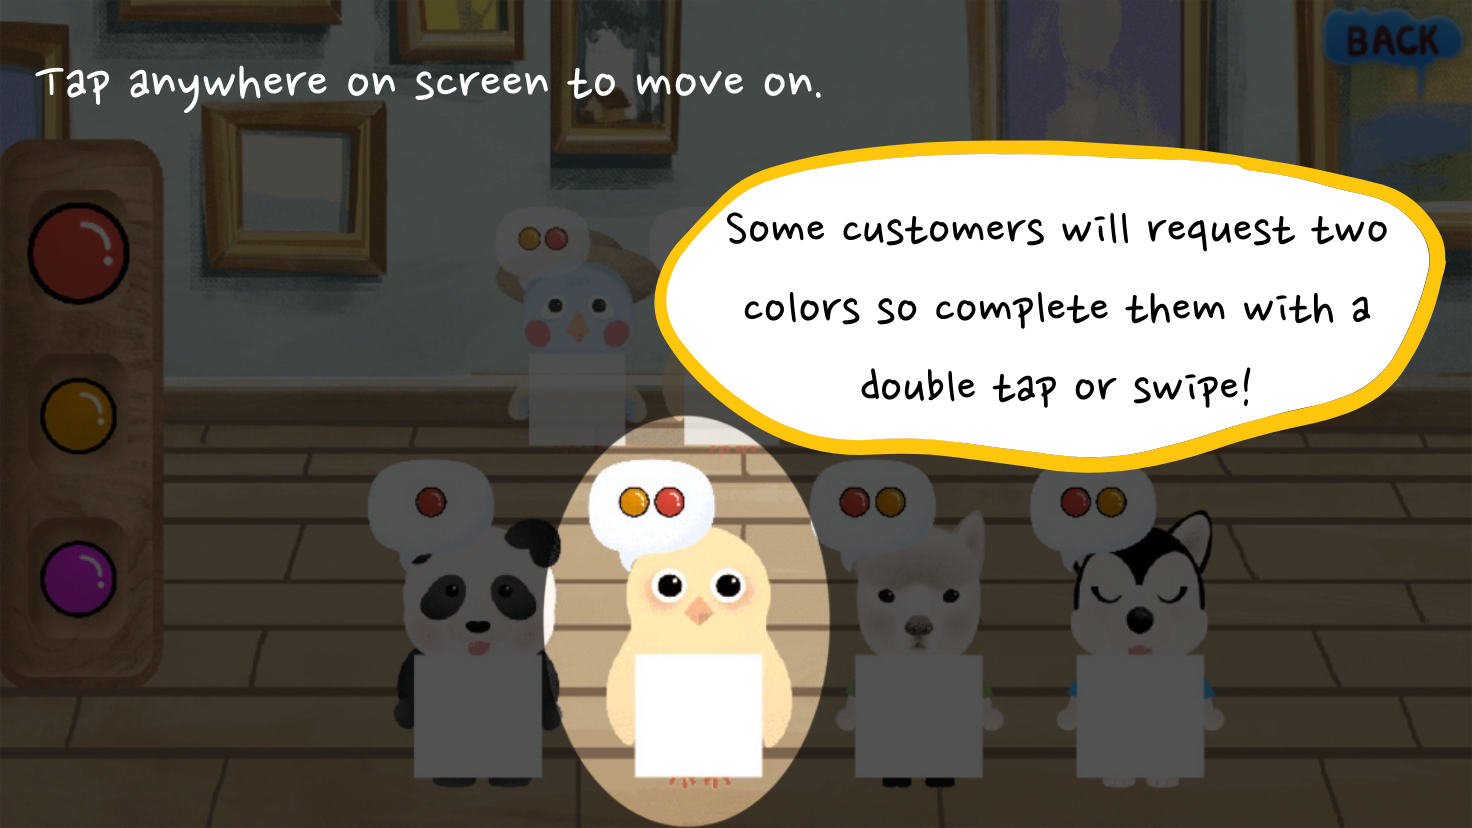 BACK
Tap anywhere on screen to move on.
Some customers will request two
colors so complete them with a
double tap or swipe!